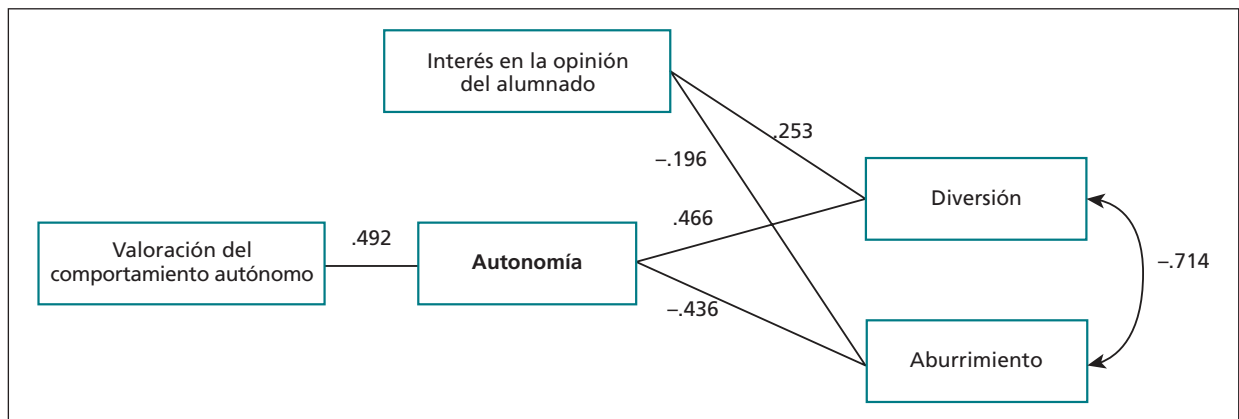 Interés en la opinión
del alumnado
.253
–.196
Diversión
.466
.492
Valoración del
comportamiento autónomo
Autonomía
–.714
–.436
Aburrimiento